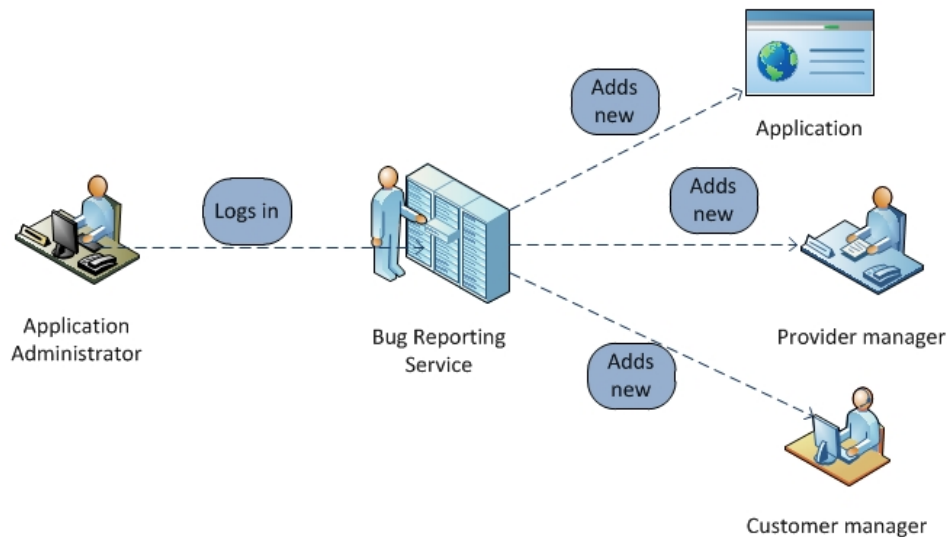 Adds
new
Application
Logs in
Adds
new
Application
Administrator
Bug Reporting
Service
Provider manager
Adds
new
Customer manager